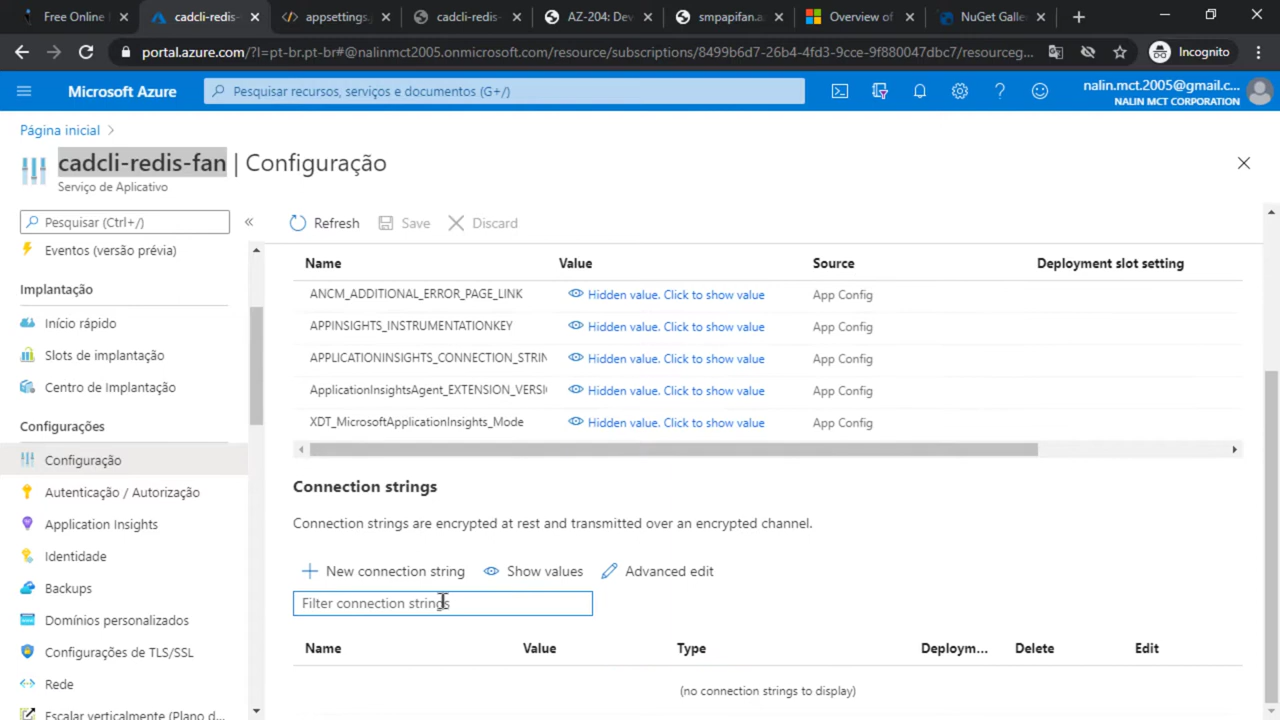 Free Online
cadcli-redis-
appsettings.j
cadcli-redis-
AZ-204: Dev
smpapifan.a
Overview of
NuGet Galle
portal.azure.com/?l=pt-br.pt-br#@nalinmct2005.onmicrosoft.com/resource/subscriptions/8499b6d7-26b4-4fd3-9cce-9f880047dbc7/resourceg...
Incognito
Microsoft Azure
Pesquisar recursos, serviços e documentos (G+/)
nalin.mct.2005@gmail.c...
NALIN MCT CORPORATION
Página inicial
cadcli-redis-fan | Configuração
Serviço de Aplicativo
Pesquisar (Ctrl+/)
Refresh
Save
Discard
Eventos (versão prévia)
Implantação
Início rápido
Slots de implantação
Centro de Implantação
Configurações
Configuração
Autenticação / Autorização
Application Insights
Identidade
Backups
Domínios personalizados
Configurações de TLS/SSL
Rede
Escalar verticalmente (Plano d...
Name Value Source Deployment slot setting
ANCM_ADDITIONAL_ERROR_PAGE_LINK Hidden value. Click to show value App Config
APPINSIGHTS_INSTRUMENTATIONKEY Hidden value. Click to show value App Config
APPLICATIONINSIGHTS_CONNECTION_STRIN Hidden value. Click to show value App Config
ApplicationInsightsAgent_EXTENSION_VERSI Hidden value. Click to show value App Config
XDT_MicrosoftApplicationInsights_Mode Hidden value. Click to show value App Config
Connection strings
Connection strings are encrypted at rest and transmitted over an encrypted channel.
New connection string
Show values
Advanced edit
Filter connection strings
Name Value Type Deploym... Delete Edit
(no connection strings to display)